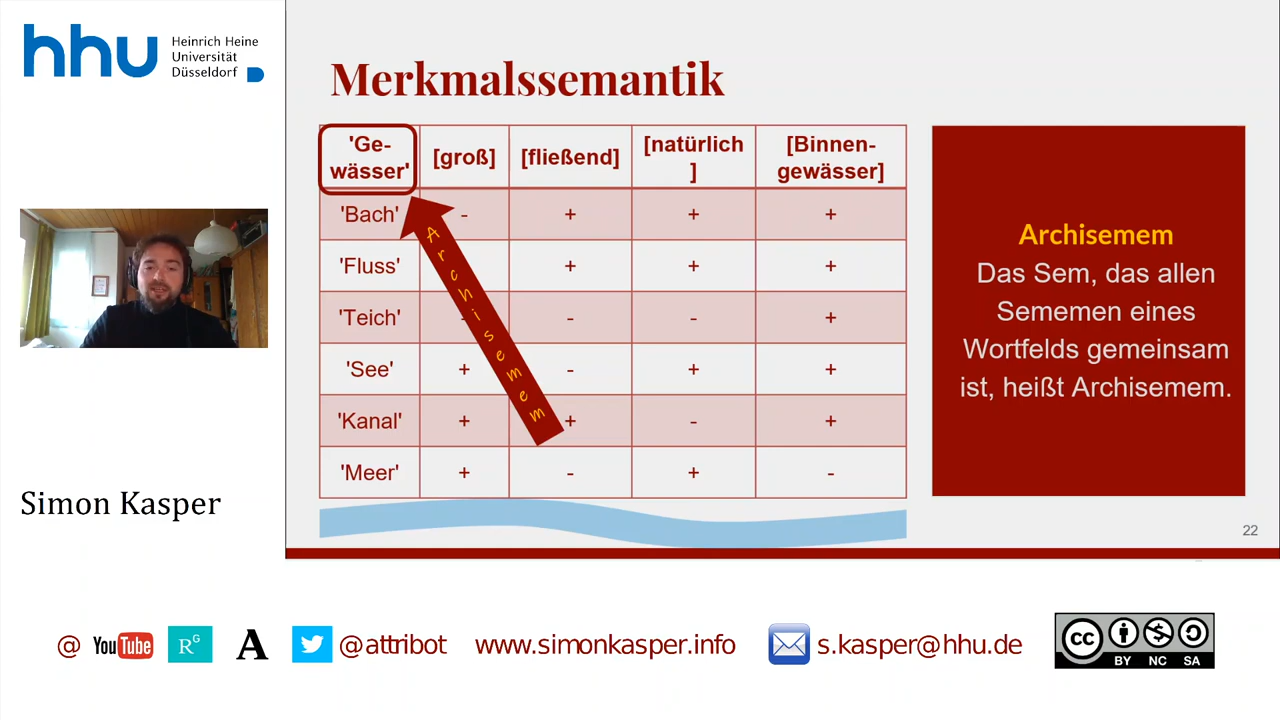 hhu
Heinrich Heine
Universität
Düsseldorf
Simon Kasper
Merkmalssemantik
'Ge-
wässer'
[groß]
[fließend]
[natürlich
]
[Binnen-
gewässer]
'Bach' - + + +
'Fluss' + + +
'Teich' - - - +
'See' + - + +
'Kanal' + + - +
'Meer' + - + -
Archisemem
Archisemem
Das Sem, das allen
Sememen eines
Wortfelds gemeinsam
ist, heißt Archisemem.
22
@ YouTube RG A @attribot www.simonkasper.info s.kasper@hhu.de
cc BY NC SA